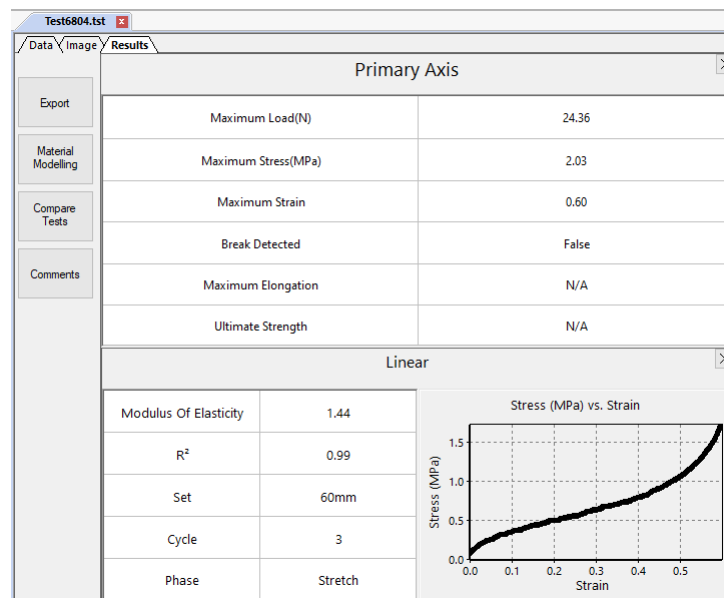 Test6804.tst
Data Image Results
Export
Material
Modelling
Compare
Tests
Comments
Primary Axis
Maximum Load(N) 24.36
Maximum Stress(MPa) 2.03
Maximum Strain 0.60
Break Detected False
Maximum Elongation N/A
Ultimate Strength N/A
Linear
Modulus Of Elasticity 1.44
R² 0.99
Set 60mm
Cycle 3
Phase Stretch
Stress (MPa) vs. Strain
Stress (MPa)
1.5
1.0
0.5
0.0
0.0 0.1 0.2 0.3 0.4 0.5
Strain